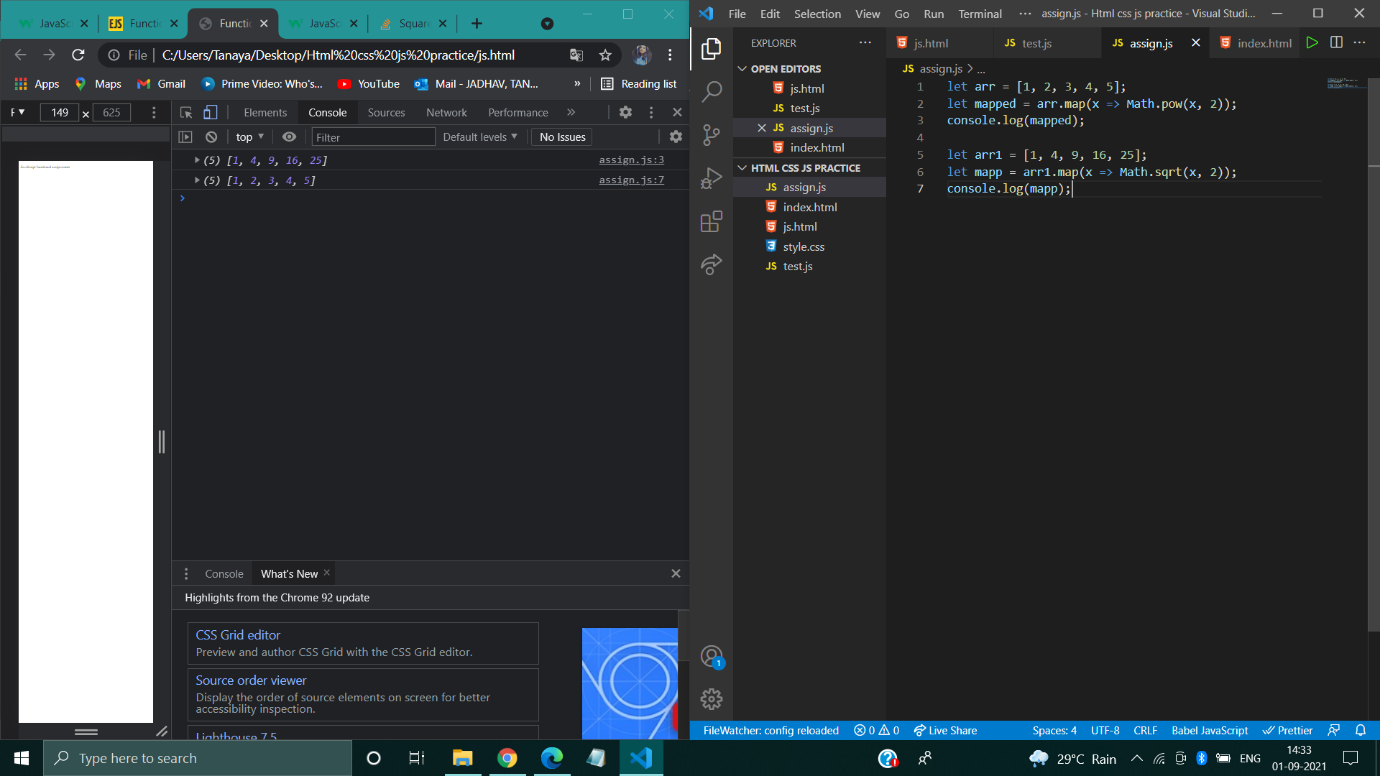 JavaSc
Functi
Functi
JavaSc
Squar
File
C:/Users/Tanaya/Desktop/Html%20css%20js%20practice/js.html
Apps
Maps
Gmail
Prime Video: Who's...
YouTube
Mail - JADHAV, TAN...
»
Reading list
149 × 625
Elements
Console
Sources
Network
Performance
»
top
Filter
Default levels
No Issues
(5) [1, 4, 9, 16, 25]
assign.js:3
(5) [1, 2, 3, 4, 5]
assign.js:7
Console
What's New
Highlights from the Chrome 92 update
CSS Grid editor
Preview and author CSS Grid with the CSS Grid editor.
Source order viewer
Display the order of source elements on screen for better
accessibility inspection.
Lighthouse 7.5
File
Edit
Selection
View
Go
Run
Terminal
···
assign.js - Html css js practice - Visual Studi...
EXPLORER
OPEN EDITORS
js.html
test.js
assign.js
index.html
HTML CSS JS PRACTICE
assign.js
index.html
js.html
style.css
test.js
js.html
test.js
assign.js
index.html
assign.js > ...
1 let arr = [1, 2, 3, 4, 5];
2 let mapped = arr.map(x => Math.pow(x, 2));
3 console.log(mapped);
4
5 let arr1 = [1, 4, 9, 16, 25];
6 let mapp = arr1.map(x => Math.sqrt(x, 2));
7 console.log(mapp);
FileWatcher: config reloaded
0
0
Live Share
Spaces: 4
UTF-8
CRLF
Babel JavaScript
Prettier
Type here to search
29°C Rain
ENG
14:33
01-09-2021